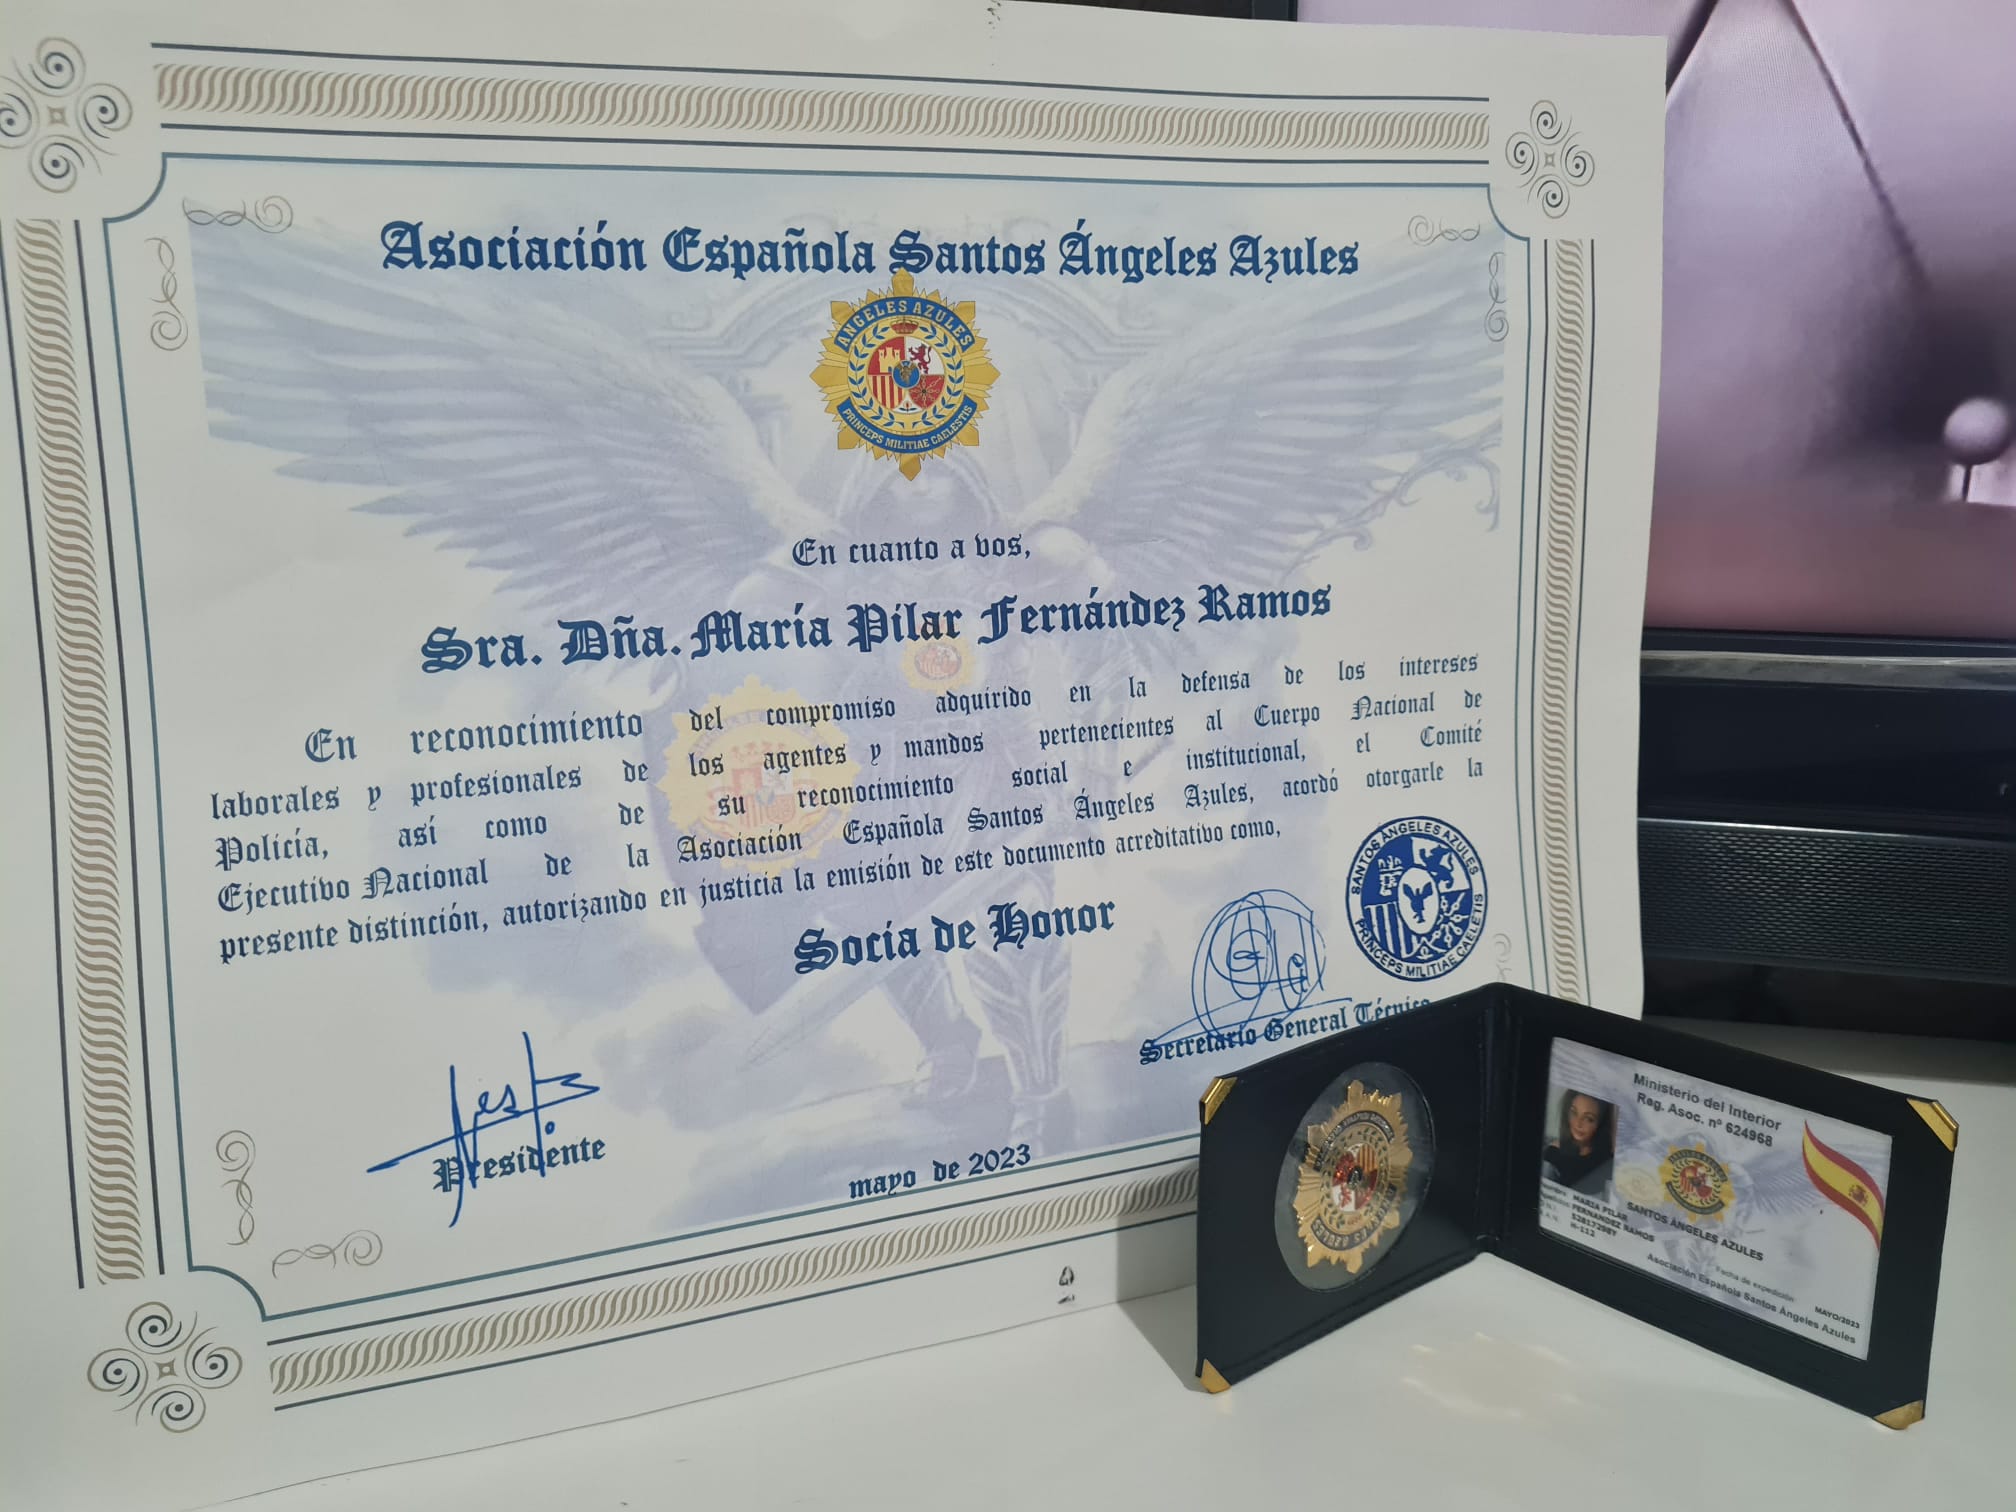 Asociación Española Santos Ángeles Azules
ÁNGELES AZULES
PRINCEPS MILITIAE CAELESTIS
En cuanto a vos,
Sra. Dña. María Pilar Fernández Ramos
En reconocimiento del compromiso adquirido en la defensa de los intereses
laborales y profesionales de los agentes y mandos pertenecientes al Cuerpo Nacional de
Policía, así como de su reconocimiento social e institucional, el Comité
Ejecutivo Nacional de la Asociación Española Santos Ángeles Azules, acordó otorgarle la
presente distinción, autorizando en justicia la emisión de este documento acreditativo como,
Socia de Honor
SANTOS ÁNGELES AZULES
PRINCEPS MILITIAE CAELETIS
Secretario General Técnico
Presidente
mayo de 2023
Ministerio del Interior
Reg. Asoc. nº 624968
ÁNGELES AZULES
MARIA PILAR
FERNANDEZ RAMOS
52817298Y
H-112
SANTOS ÁNGELES AZULES
Fecha de expedición
MAYO/2023
Asociación Española Santos Ángeles Azules